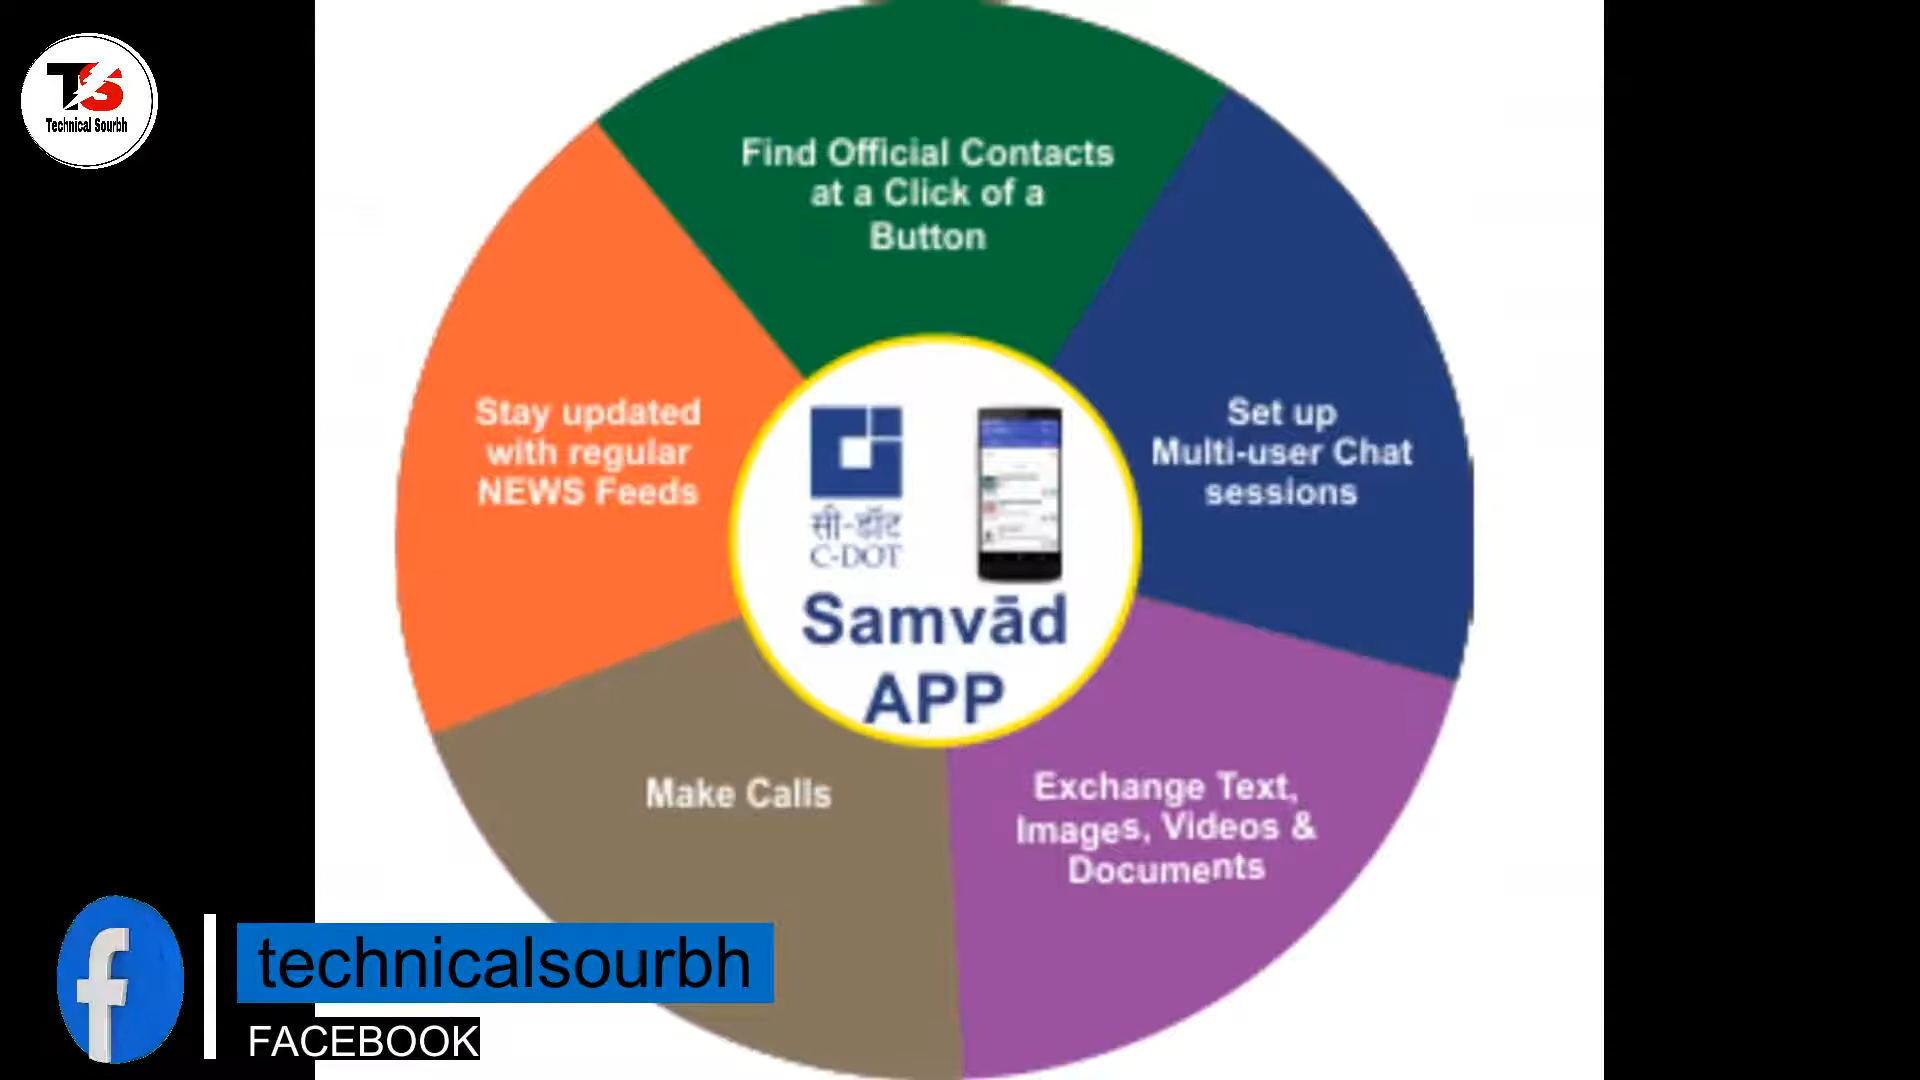 TS
Technical Sourbh
Find Official Contacts
at a Click of a
Button
Stay updated
with regular
NEWS Feeds
Set up
Multi-user Chat
sessions
सी-डॉट
C-DOT
Samvād
APP
Make Calls
Exchange Text,
Images, Videos &
Documents
technicalsourbh
FACEBOOK